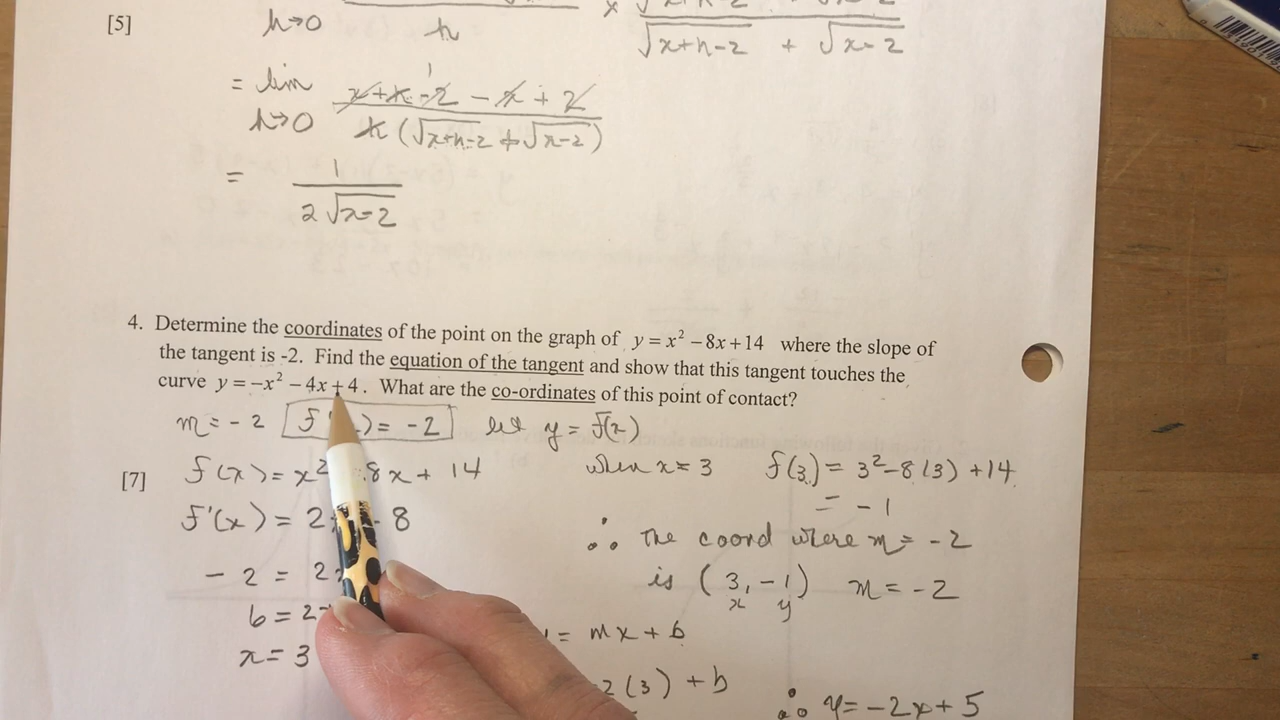 [5]
h→0 h × √x+h-2 + √x-2
= lim x+h-2-x+2
h→0 h(√x+h-2+√x-2)
1
= 1
2√x-2
4. Determine the coordinates of the point on the graph of y = x² − 8x + 14 where the slope of
the tangent is -2. Find the equation of the tangent and show that this tangent touches the
curve y = −x² − 4x + 4. What are the co-ordinates of this point of contact?
m = -2 f (x) = -2 let y = f(x)
[7]
f(x) = x² 8x + 14
f'(x) = 2 - 8
-2 = 2
6 = 2
x = 3
when x = 3 f(3) = 3²-8(3)+14
= -1
∴ the coord where m = -2
is (3, -1) m = -2
x y
= mx + b
-2(3) + b
∴ y = -2x + 5